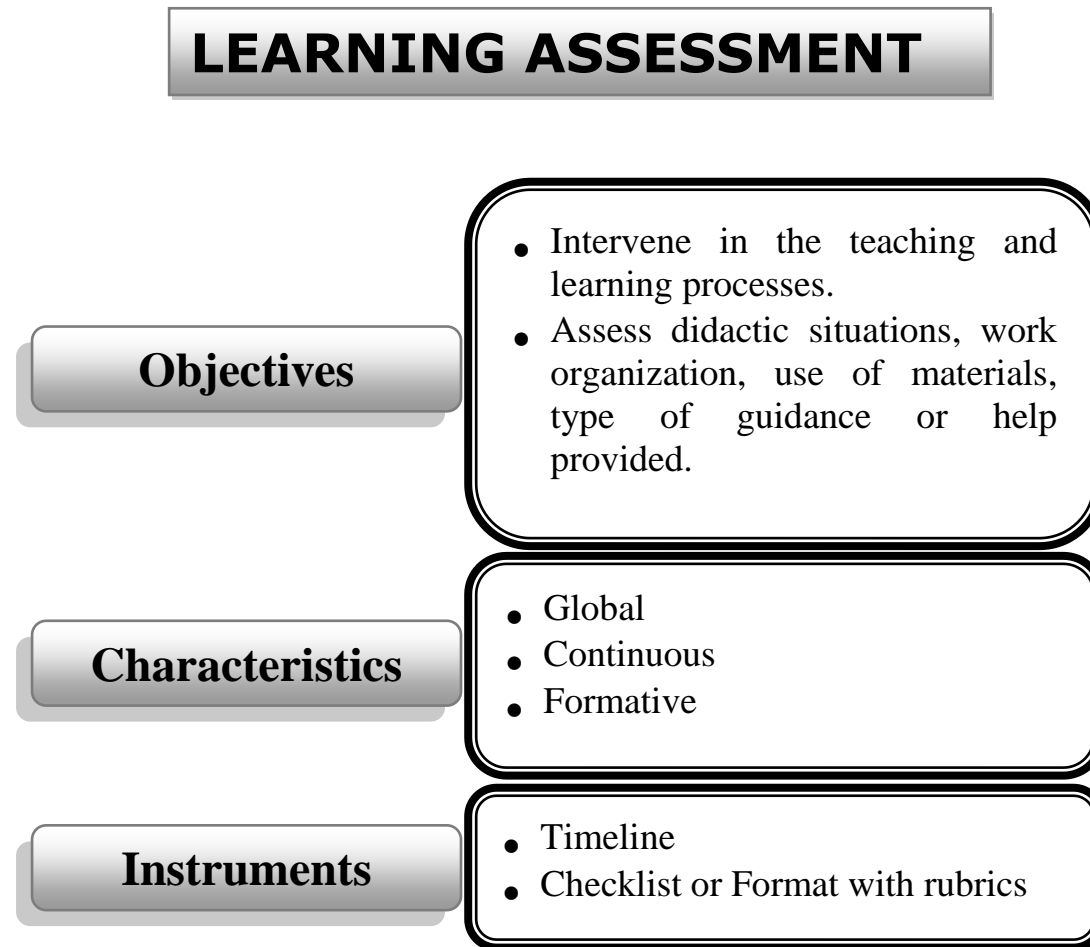 LEARNING ASSESSMENT
Objectives
• Intervene in the teaching and
learning processes.
• Assess didactic situations, work
organization, use of materials,
type of guidance or help
provided.
Characteristics
• Global
• Continuous
• Formative
Instruments
• Timeline
• Checklist or Format with rubrics